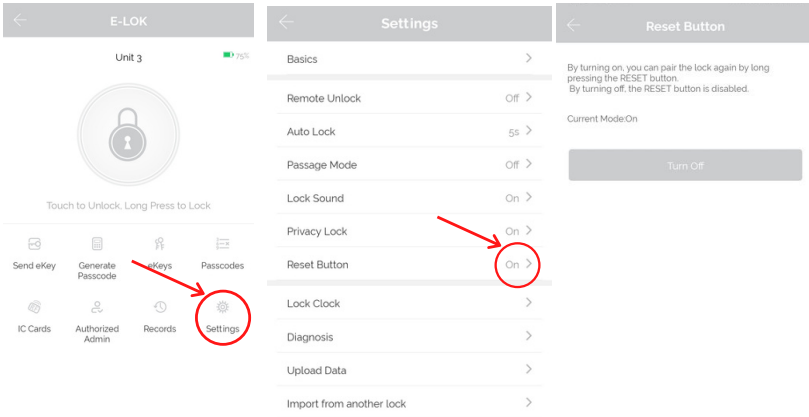 E-LOK
Unit 3
75%
Touch to Unlock, Long Press to Lock
Send eKey
Generate Passcode
eKeys
Passcodes
IC Cards
Authorized Admin
Records
Settings
Settings
Basics
Remote Unlock Off
Auto Lock 5s
Passage Mode Off
Lock Sound On
Privacy Lock On
Reset Button On
Lock Clock
Diagnosis
Upload Data
Import from another lock
Reset Button
By turning on, you can pair the lock again by long
pressing the RESET button.
By turning off, the RESET button is disabled.
Current Mode:On
Turn Off